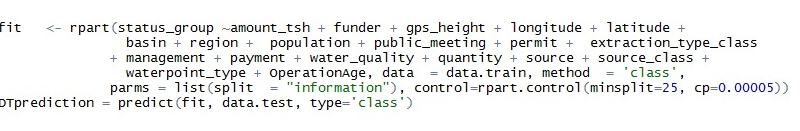 fit <- rpart(status_group ~amount_tsh + funder + gps_height + longitude + latitude +
basin + region + population + public_meeting + permit + extraction_type_class
+ management + payment + water_quality + quantity + source + source_class +
waterpoint_type + OperationAge, data = data.train, method = 'class',
parms = list(split = "information"), control=rpart.control(minsplit=25, cp=0.00005))
DTprediction = predict(fit, data.test, type='class')